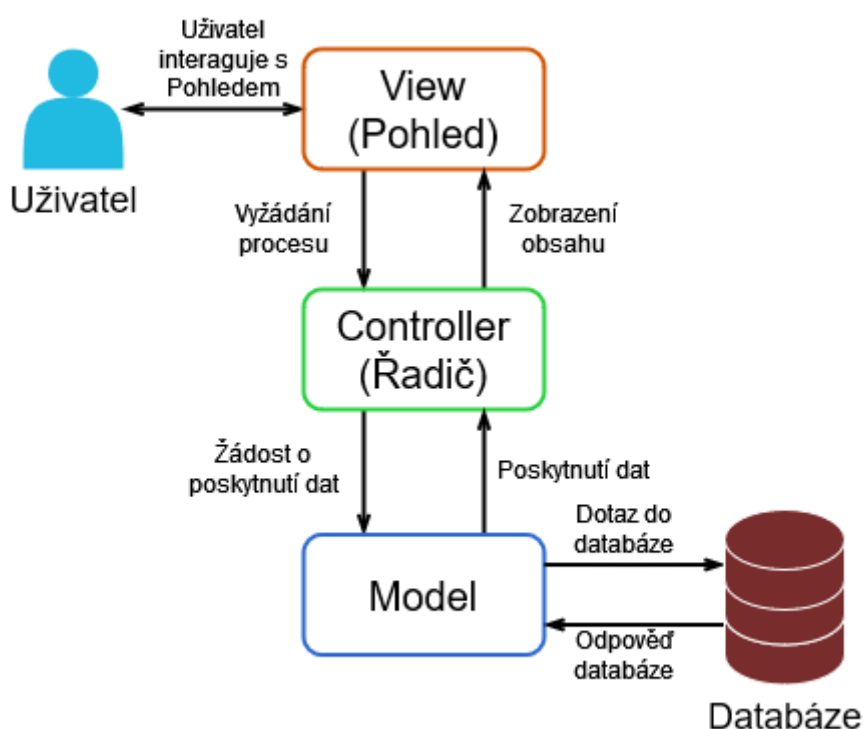 Uživatel
interaguje s
Pohledem
View
(Pohled)
Uživatel
Vyžádání
procesu
Zobrazení
obsahu
Controller
(Řadič)
Žádost o
poskytnutí dat
Poskytnutí dat
Dotaz do
databáze
Model
Odpověď
databáze
Databáze